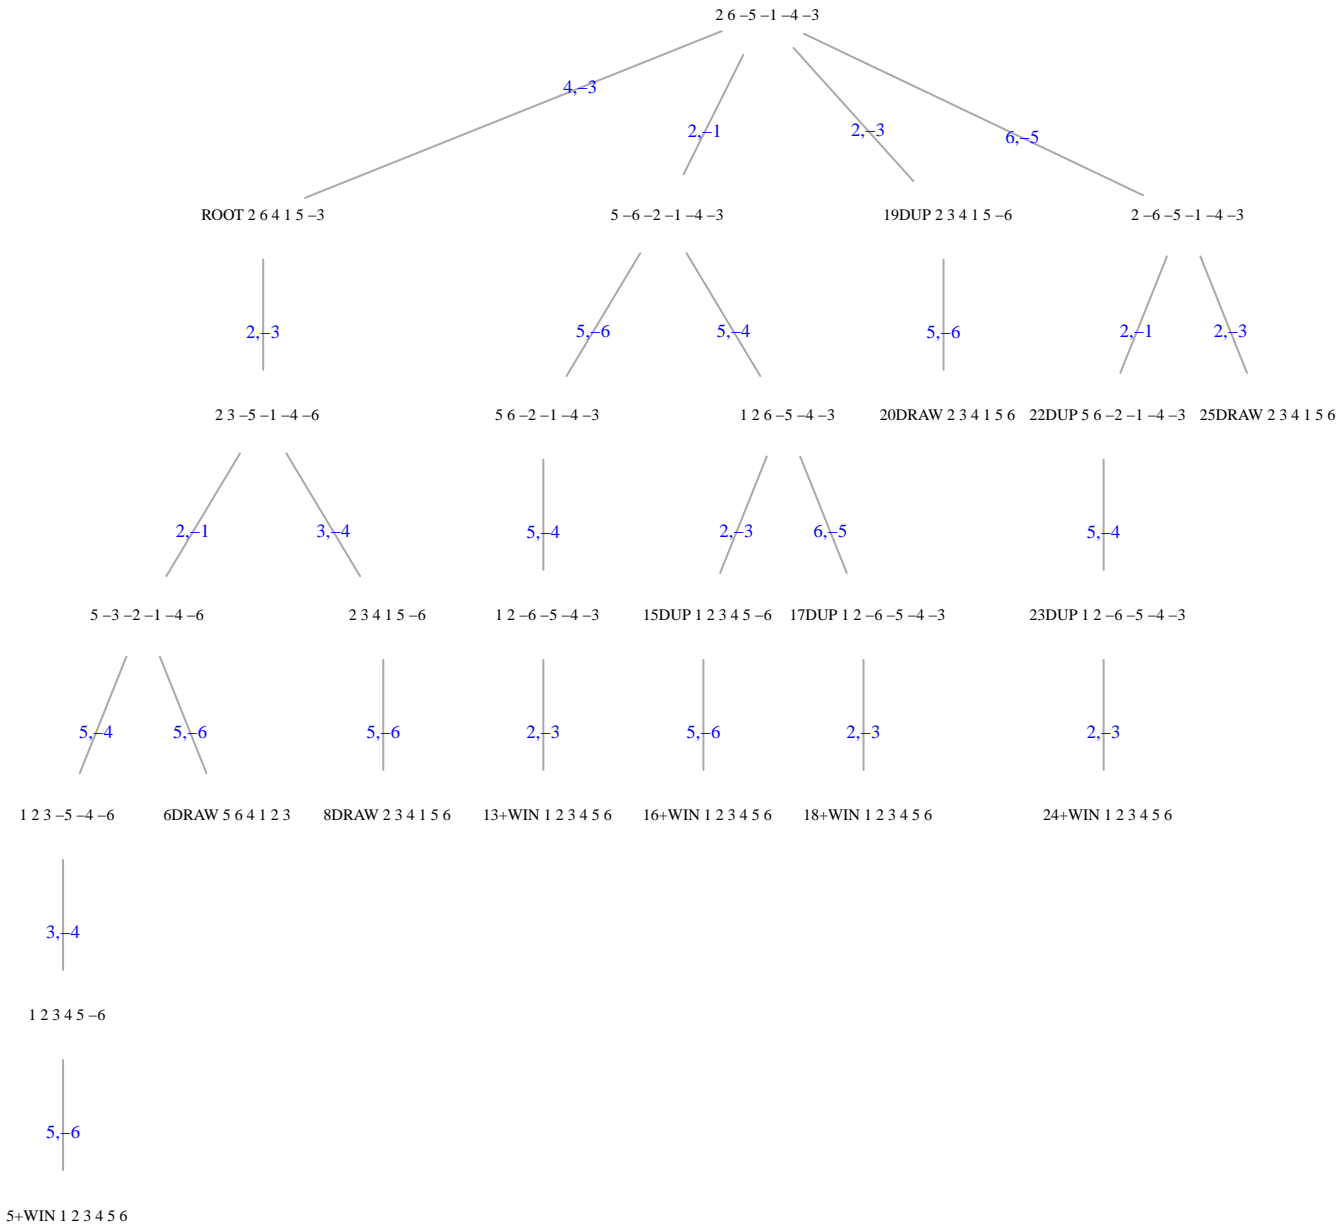 2 6 –5 –1 –4 –3
4,–3
2,–1
2,–3
6,–5
ROOT 2 6 4 1 5 –3
5 –6 –2 –1 –4 –3
19DUP 2 3 4 1 5 –6
2 –6 –5 –1 –4 –3
2,–3
5,–6
5,–4
5,–6
2,–1
2,–3
2 3 –5 –1 –4 –6
5 6 –2 –1 –4 –3
1 2 6 –5 –4 –3
20DRAW 2 3 4 1 5 6
22DUP 5 6 –2 –1 –4 –3
25DRAW 2 3 4 1 5 6
2,–1
3,–4
5,–4
2,–3
6,–5
5,–4
5 –3 –2 –1 –4 –6
2 3 4 1 5 –6
1 2 –6 –5 –4 –3
15DUP 1 2 3 4 5 –6
17DUP 1 2 –6 –5 –4 –3
23DUP 1 2 –6 –5 –4 –3
5,–4
5,–6
5,–6
2,–3
5,–6
2,–3
2,–3
1 2 3 –5 –4 –6
6DRAW 5 6 4 1 2 3
8DRAW 2 3 4 1 5 6
13+WIN 1 2 3 4 5 6
16+WIN 1 2 3 4 5 6
18+WIN 1 2 3 4 5 6
24+WIN 1 2 3 4 5 6
3,–4
1 2 3 4 5 –6
5,–6
5+WIN 1 2 3 4 5 6